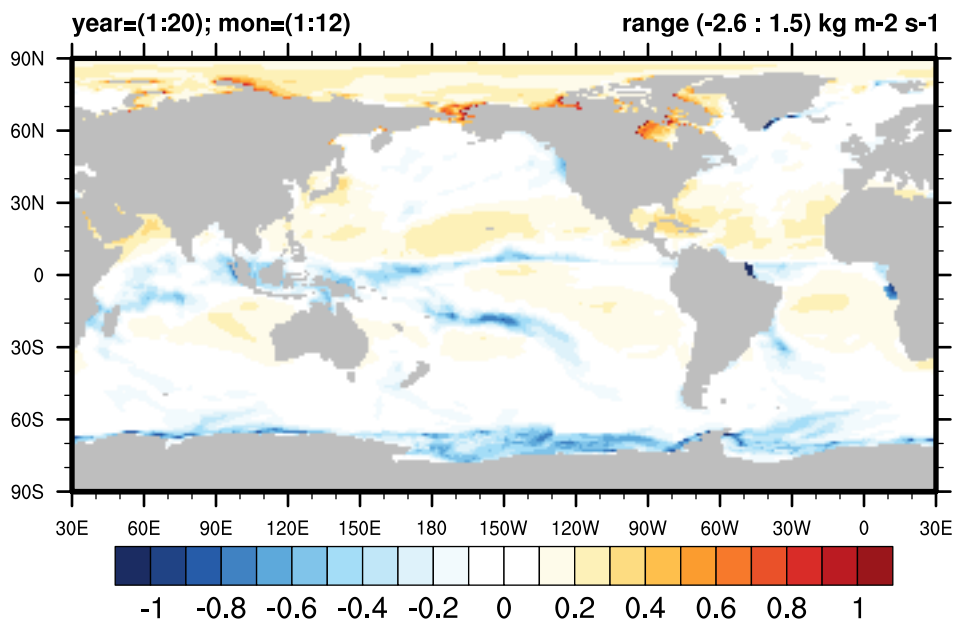 year=(1:20); mon=(1:12) range (-2.6 : 1.5) kg m-2 s-1
90N
60N
30N
0
30S
60S
90S
30E 60E 90E 120E 150E 180 150W 120W 90W 60W 30W 0 30E
-1 -0.8 -0.6 -0.4 -0.2 0 0.2 0.4 0.6 0.8 1